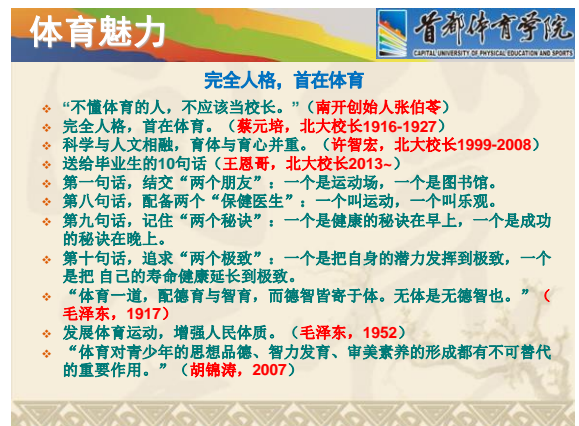 体育魅力
首都体育学院
CAPITAL UNIVERSITY OF PHYSICAL EDUCATION AND SPORTS
完全人格，首在体育
“不懂体育的人，不应该当校长。”（南开创始人张伯苓）
完全人格，首在体育。（蔡元培，北大校长1916-1927）
科学与人文相融，育体与育心并重。（许智宏，北大校长1999-2008）
送给毕业生的10句话（王恩哥，北大校长2013~）
第一句话，结交“两个朋友”：一个是运动场，一个是图书馆。
第八句话，配备两个“保健医生”：一个叫运动，一个叫乐观。
第九句话，记住“两个秘诀”：一个是健康的秘诀在早上，一个是成功
的秘诀在晚上。
第十句话，追求“两个极致”：一个是把自身的潜力发挥到极致，一个
是把 自己的寿命健康延长到极致。
“体育一道，配德育与智育，而德智皆寄于体。无体是无德智也。”（
毛泽东，1917）
发展体育运动，增强人民体质。（毛泽东，1952）
“体育对青少年的思想品德、智力发育、审美素养的形成都有不可替代
的重要作用。”（胡锦涛，2007）